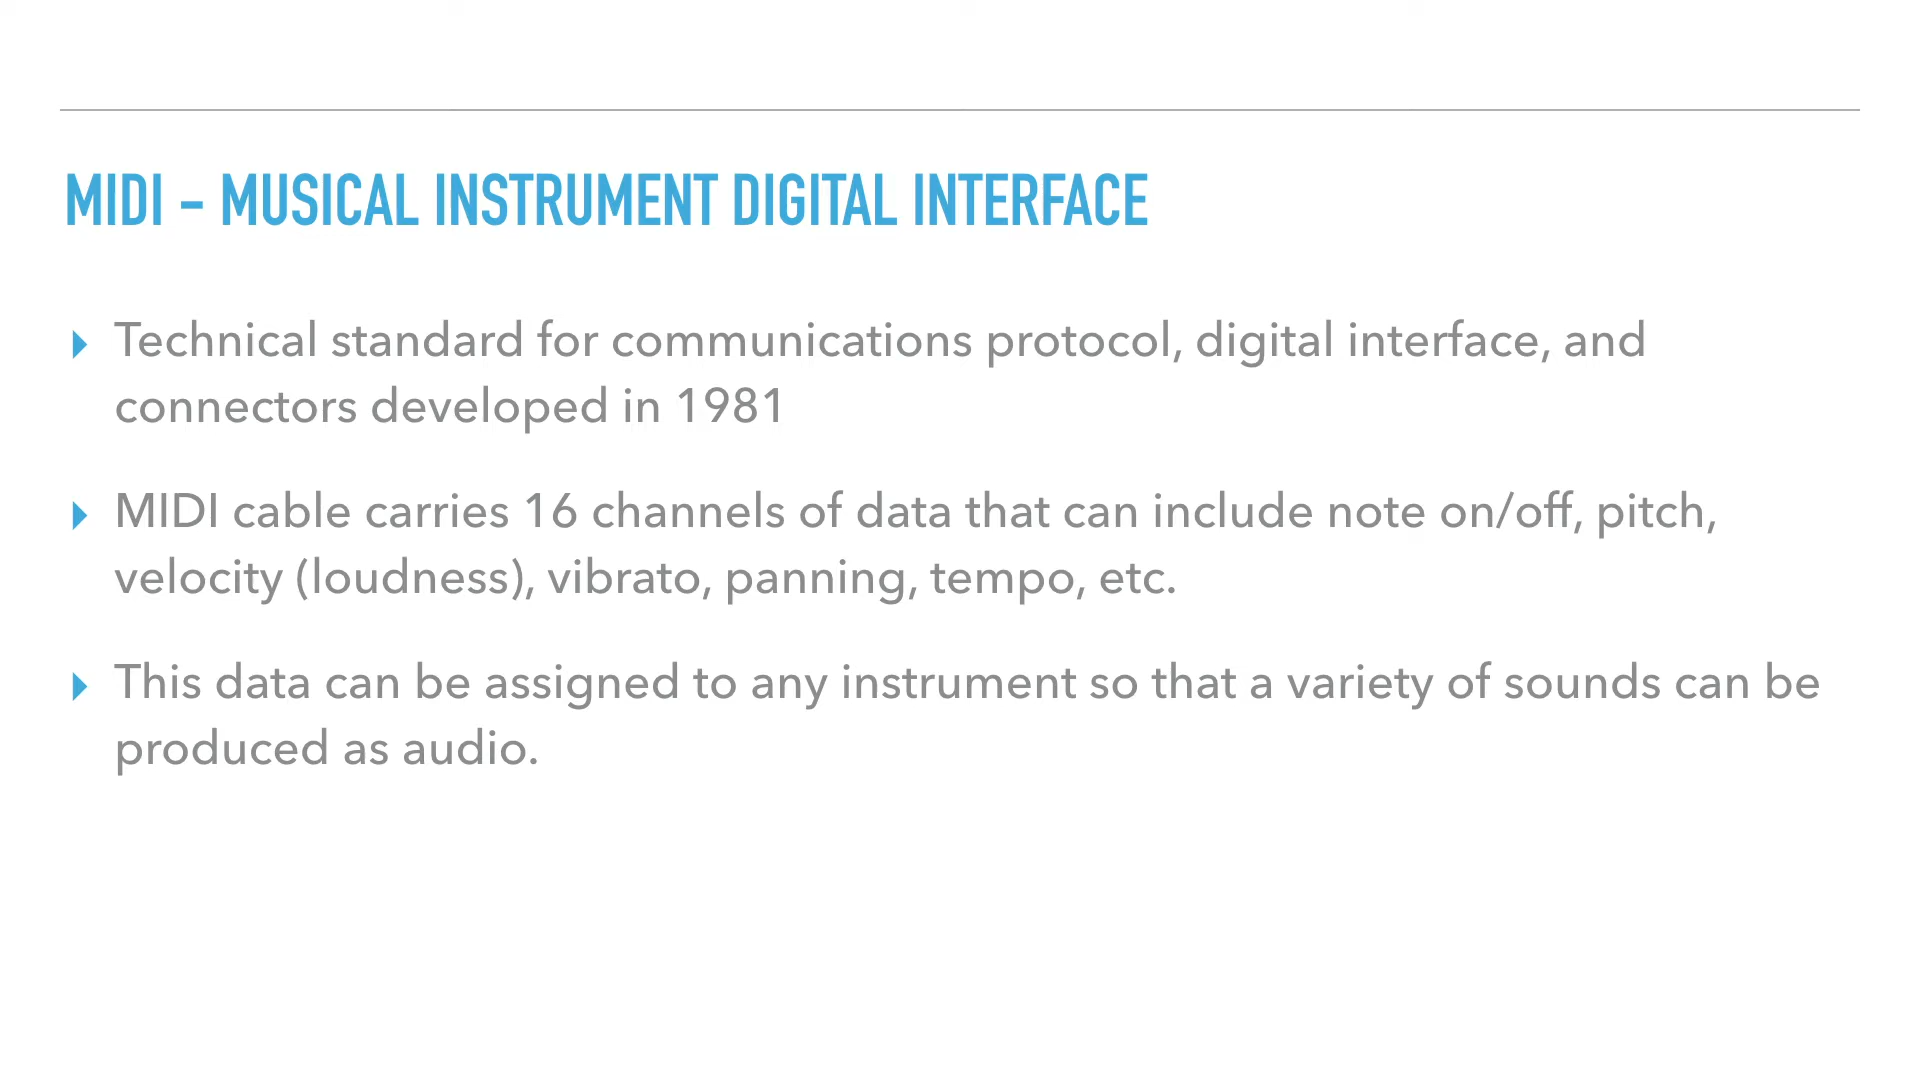 MIDI - MUSICAL INSTRUMENT DIGITAL INTERFACE
▸ Technical standard for communications protocol, digital interface, and
connectors developed in 1981
▸ MIDI cable carries 16 channels of data that can include note on/off, pitch,
velocity (loudness), vibrato, panning, tempo, etc.
▸ This data can be assigned to any instrument so that a variety of sounds can be
produced as audio.